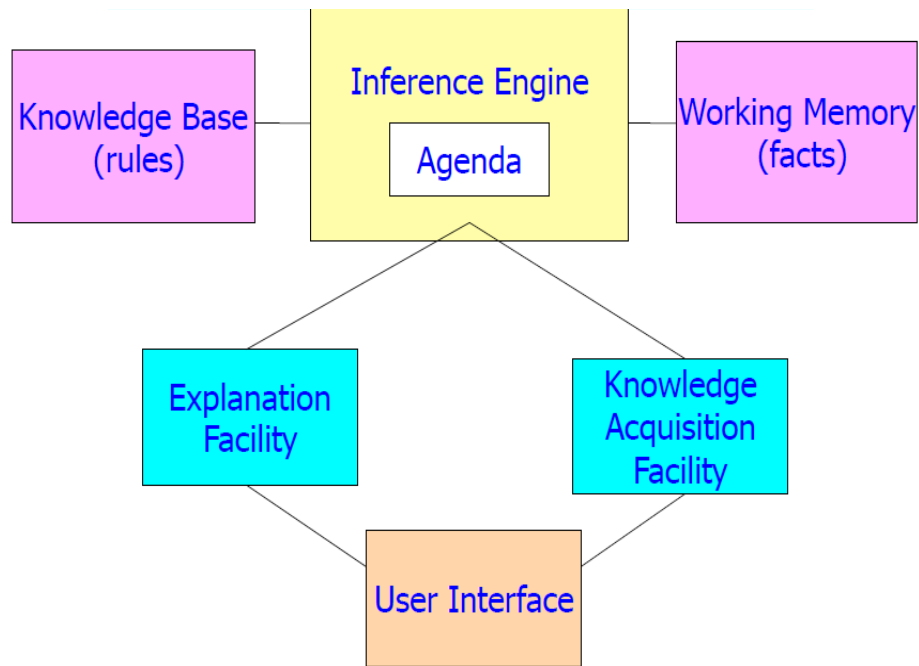 Inference Engine
Knowledge Base
(rules)
Agenda
Working Memory
(facts)
Explanation
Facility
Knowledge
Acquisition
Facility
User Interface